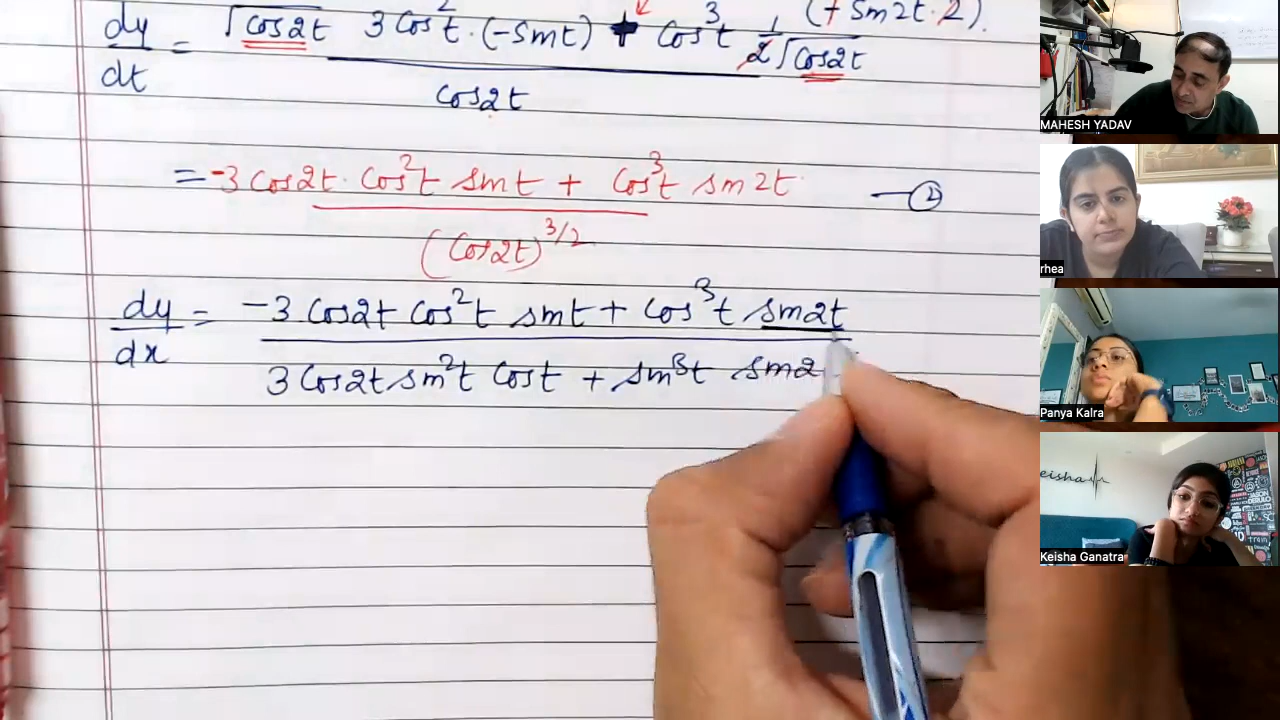 dy/dt = √cos2t 3cos²t·(-sint) + cos³t 1/2√cos2t (+sin2t·2).
cos2t
= -3cos2t·cos²t sint + cos³t sin2t / (cos2t)^3/2 —②
dy/dx = -3cos2t cos²t sint + cos³t sin2t
3cos2t sin²t cost + sin³t sin2
MAHESH YADAV
rhea
Panya Kalra
eisha
Keisha Ganatra